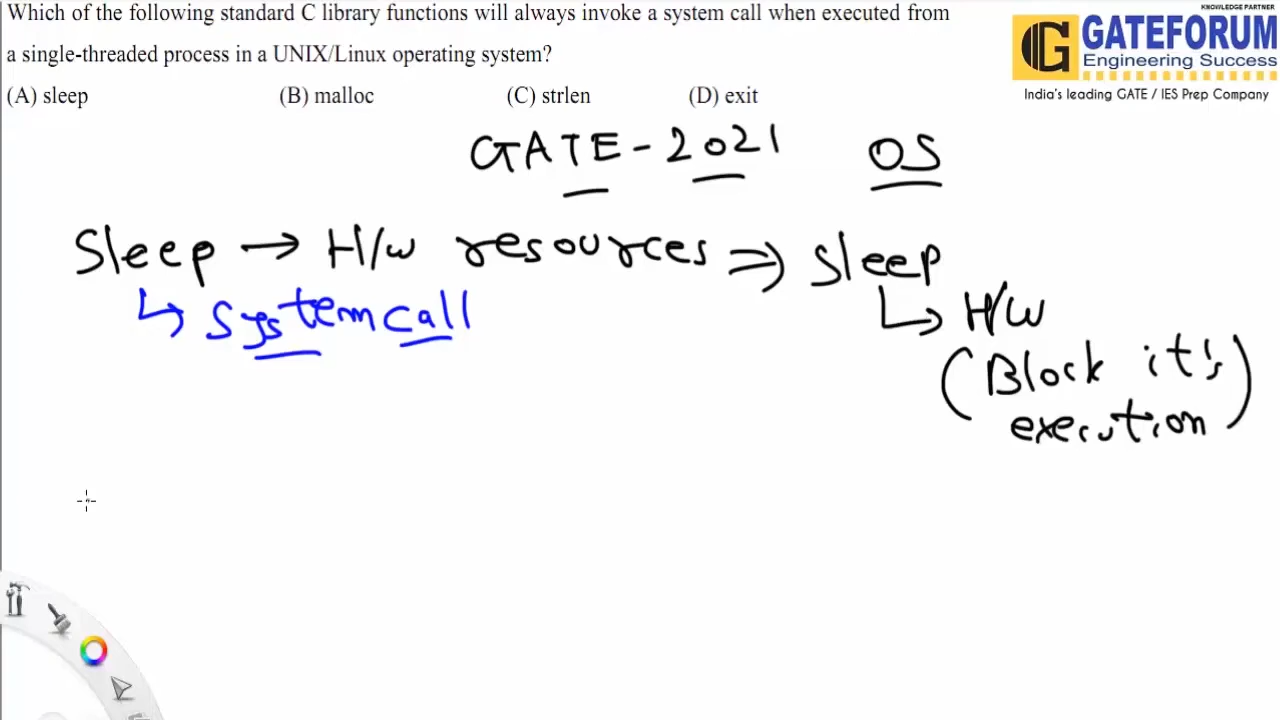 Which of the following standard C library functions will always invoke a system call when executed from
a single-threaded process in a UNIX/Linux operating system?
(A) sleep (B) malloc (C) strlen (D) exit
KNOWLEDGE PARTNER
GATEFORUM
Engineering Success
India's leading GATE / IES Prep Company
GATE - 2021 OS
Sleep → H/w resources ⇒ sleep
↳ System call
↳ H/W
(Block it's
execution)